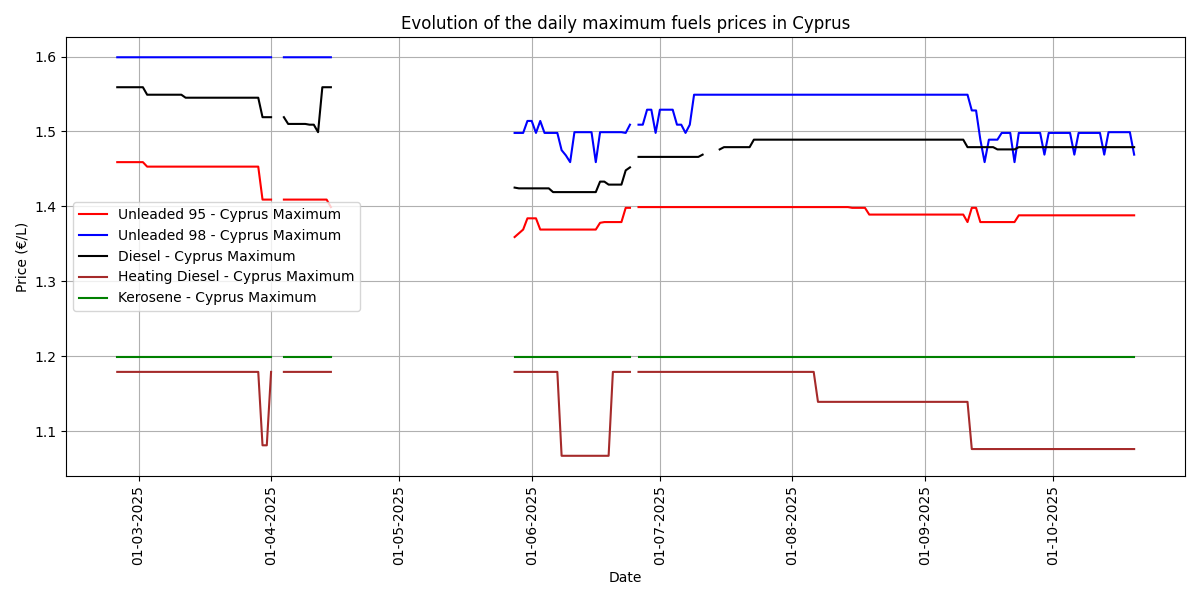 Evolution of the daily maximum fuels prices in Cyprus
Price (€/L)
1.6
1.5
1.4
1.3
1.2
1.1
Unleaded 95 - Cyprus Maximum
Unleaded 98 - Cyprus Maximum
Diesel - Cyprus Maximum
Heating Diesel - Cyprus Maximum
Kerosene - Cyprus Maximum
01-03-2025
01-04-2025
01-05-2025
01-06-2025
01-07-2025
01-08-2025
01-09-2025
01-10-2025
Date